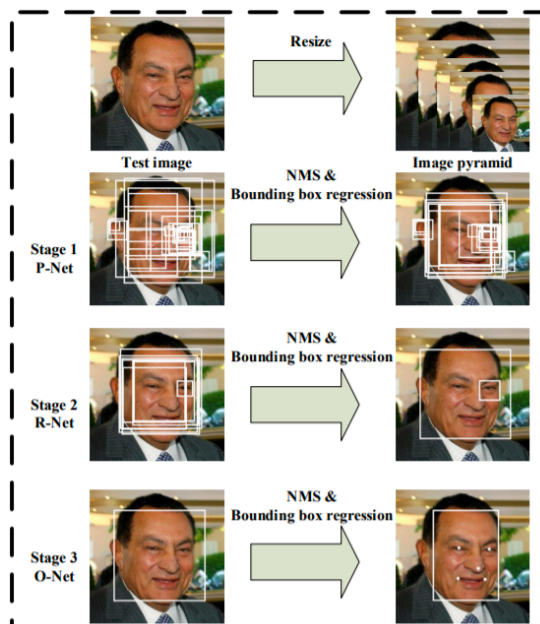 Resize
Test image
Image pyramid
NMS &
Bounding box regression
Stage 1
P-Net
NMS &
Bounding box regression
Stage 2
R-Net
NMS &
Bounding box regression
Stage 3
O-Net